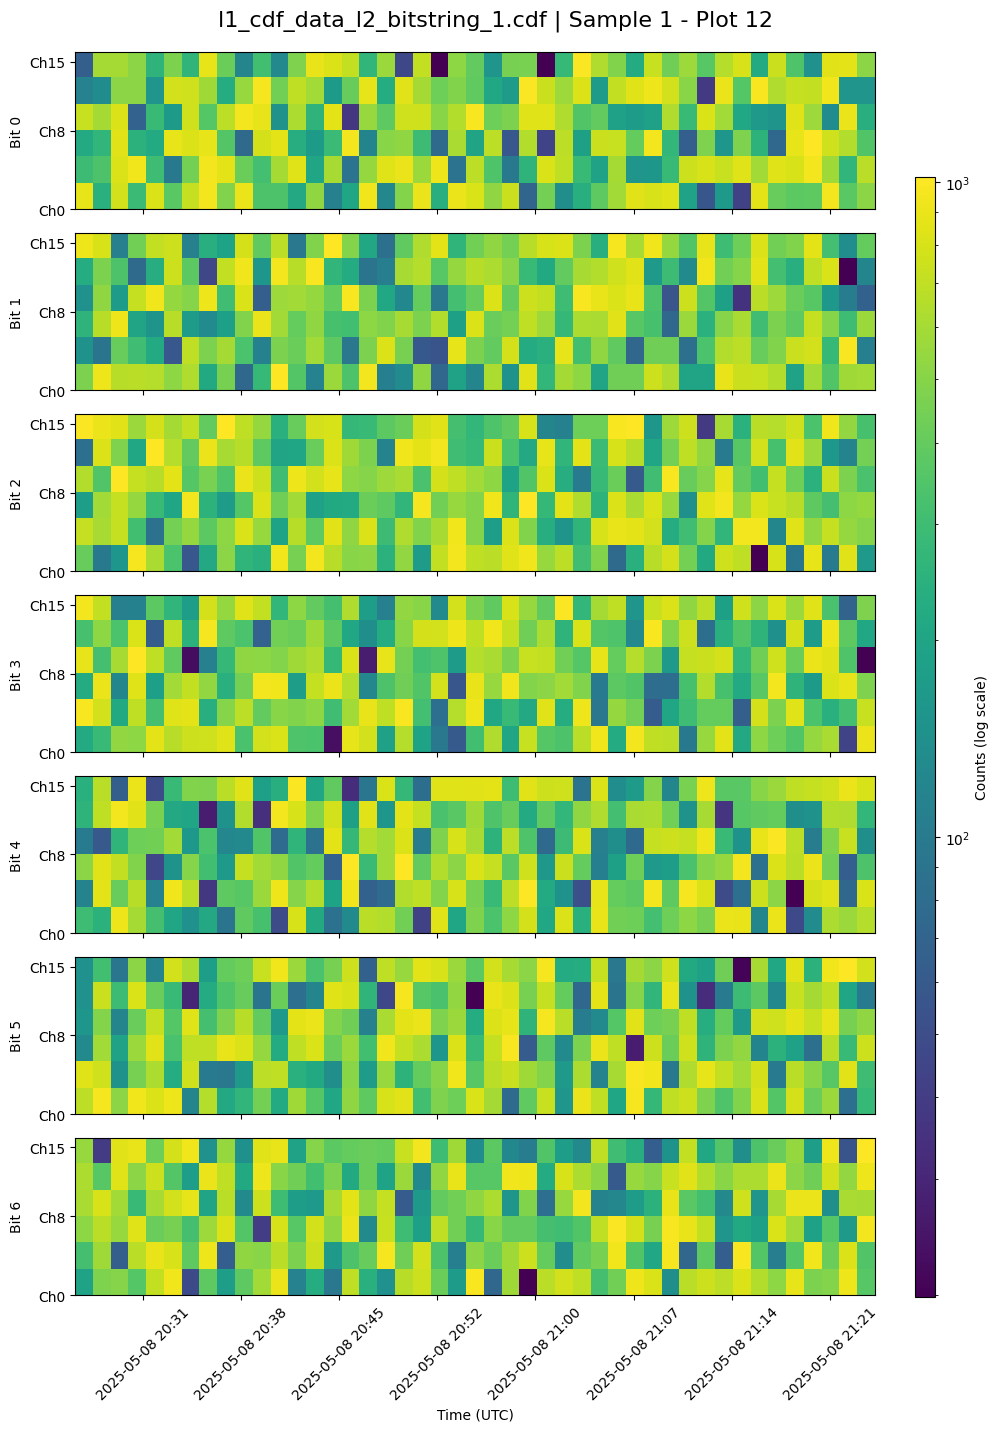 l1_cdf_data_l2_bitstring_1.cdf | Sample 1 - Plot 12
Bit 0
Ch15
Ch8
Ch0
Bit 1
Ch15
Ch8
Ch0
Bit 2
Ch15
Ch8
Ch0
Bit 3
Ch15
Ch8
Ch0
Bit 4
Ch15
Ch8
Ch0
Bit 5
Ch15
Ch8
Ch0
Bit 6
Ch15
Ch8
Ch0
2025-05-08 20:31
2025-05-08 20:38
2025-05-08 20:45
2025-05-08 20:52
2025-05-08 21:00
2025-05-08 21:07
2025-05-08 21:14
2025-05-08 21:21
Time (UTC)
10³
10²
Counts (log scale)